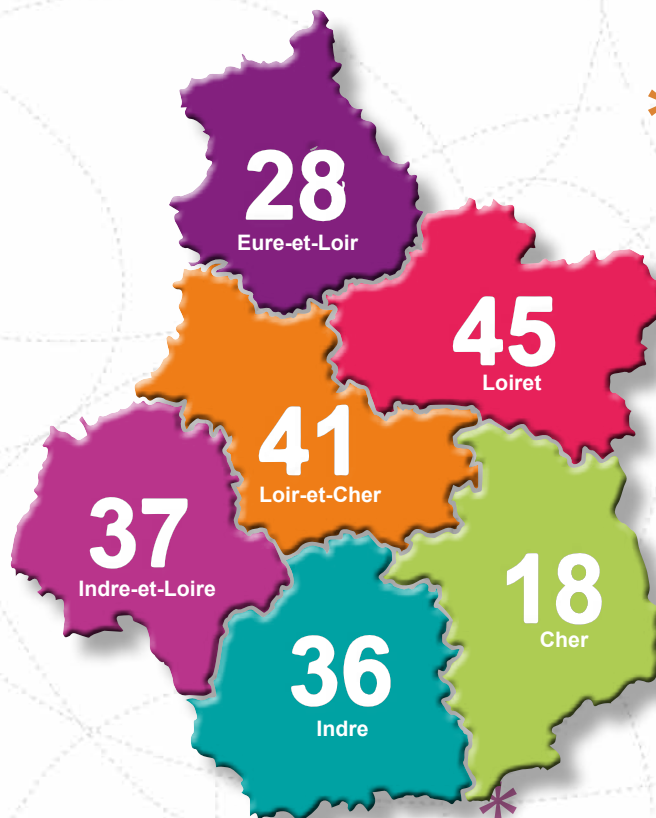 28
Eure-et-Loir
45
Loiret
41
Loir-et-Cher
37
Indre-et-Loire
18
Cher
36
Indre